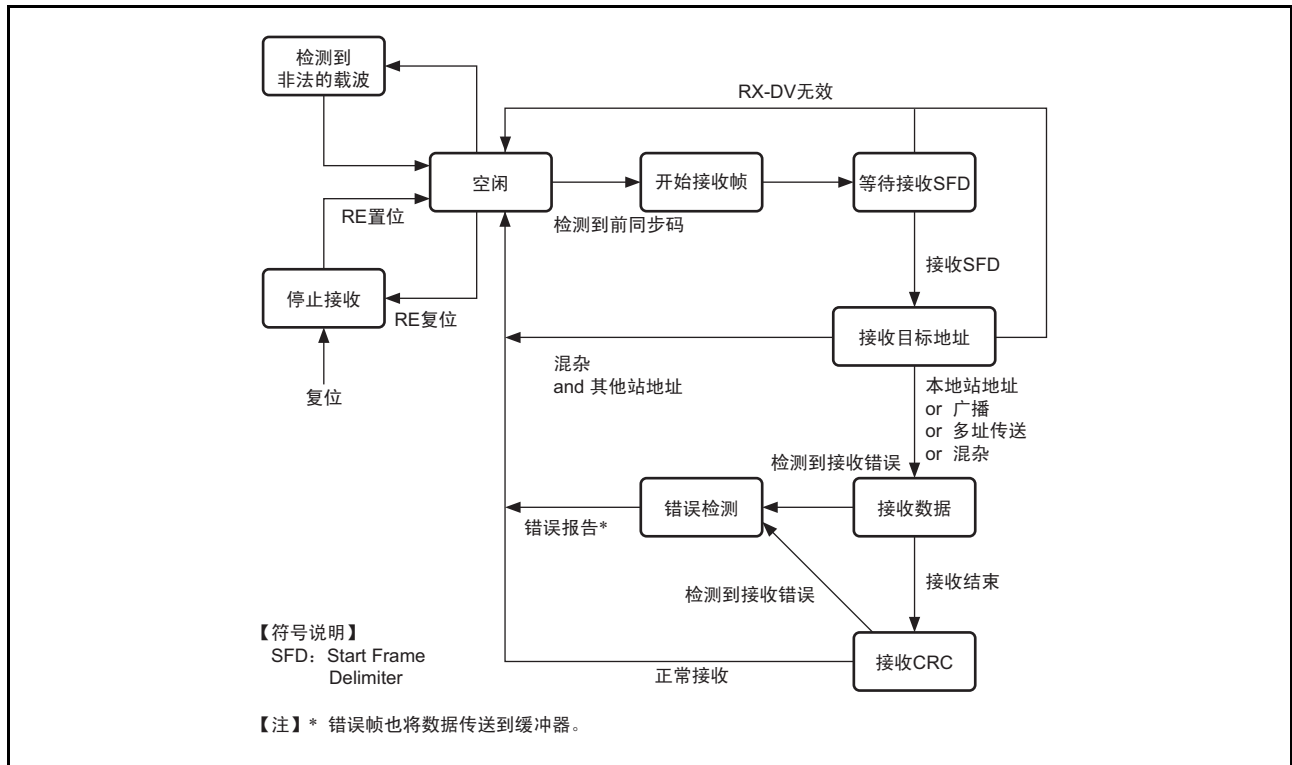 检测到
非法的载波
RX-DV无效
空闲
开始接收帧
等待接收SFD
RE置位
检测到前同步码
接收SFD
停止接收
RE复位
接收目标地址
混杂
and 其他站地址
复位
本地站地址
or 广播
or 多址传送
or 混杂
检测到接收错误
错误检测
接收数据
错误报告*
接收结束
检测到接收错误
【符号说明】
SFD：Start Frame
Delimiter
接收CRC
正常接收
【注】* 错误帧也将数据传送到缓冲器。